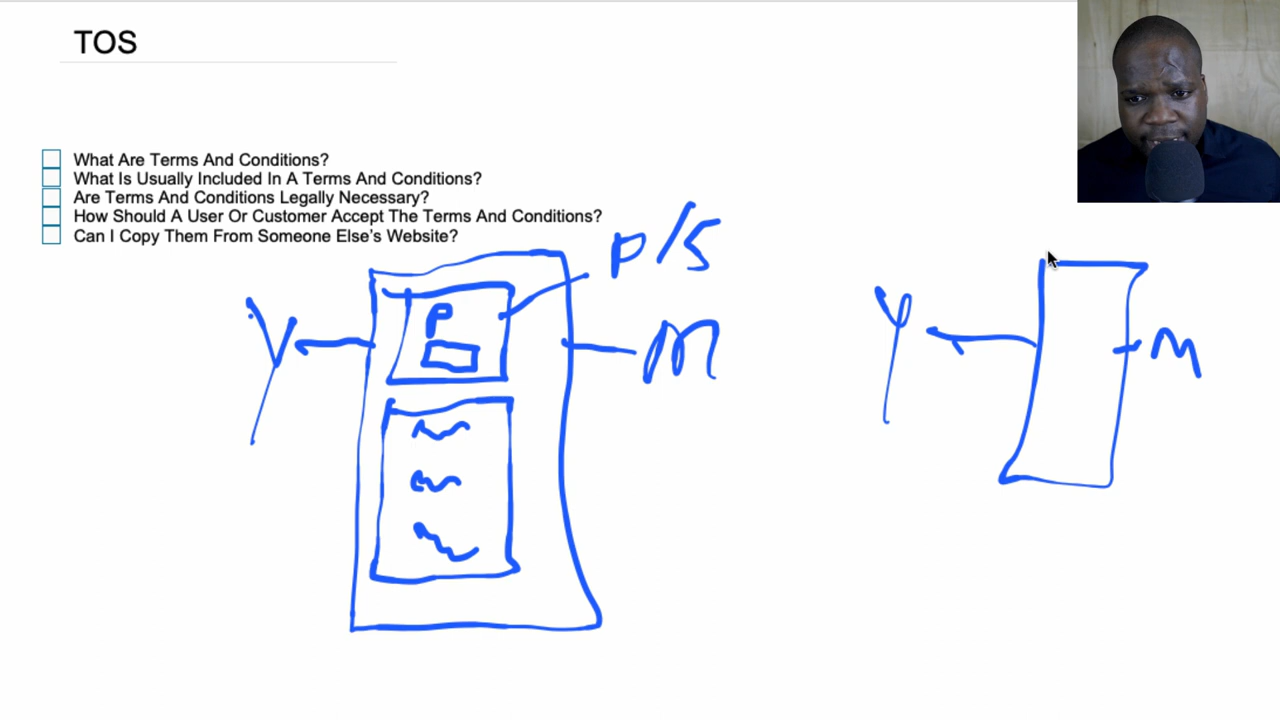 TOS
What Are Terms And Conditions?
What Is Usually Included In A Terms And Conditions?
Are Terms And Conditions Legally Necessary?
How Should A User Or Customer Accept The Terms And Conditions?
Can I Copy Them From Someone Else's Website?
P/S
P
Y
M
Y
M